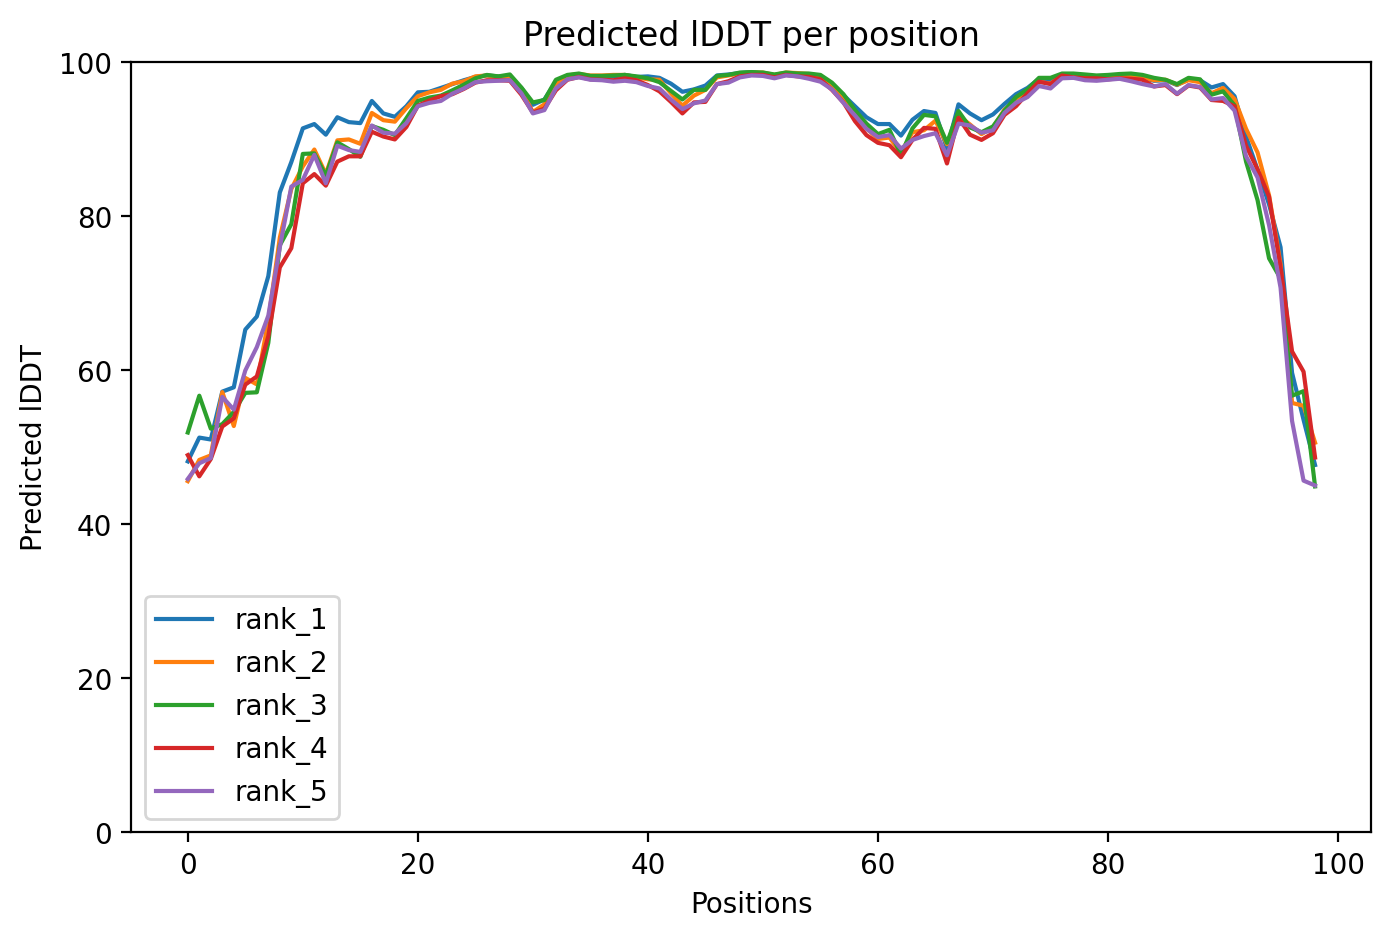 Predicted lDDT per position
100
80
60
40
20
0
Predicted lDDT
rank_1
rank_2
rank_3
rank_4
rank_5
0 20 40 60 80 100
Positions